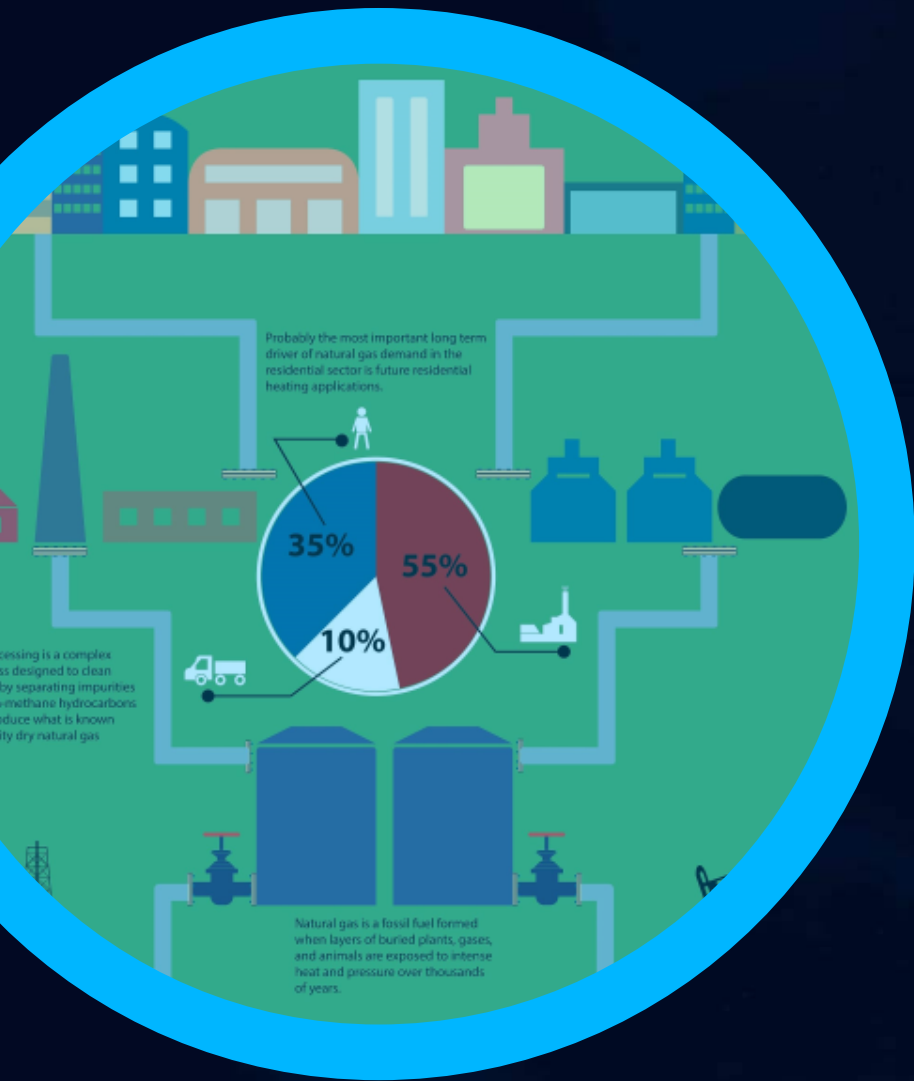 Probably the most important long term
driver of natural gas demand in the
residential sector is future residential
heating applications.
35%
55%
10%
cessing is a complex
ss designed to clean
by separating impurities
-methane hydrocarbons
oduce what is known
ity dry natural gas
Natural gas is a fossil fuel formed
when layers of buried plants, gases,
and animals are exposed to intense
heat and pressure over thousands
of years.